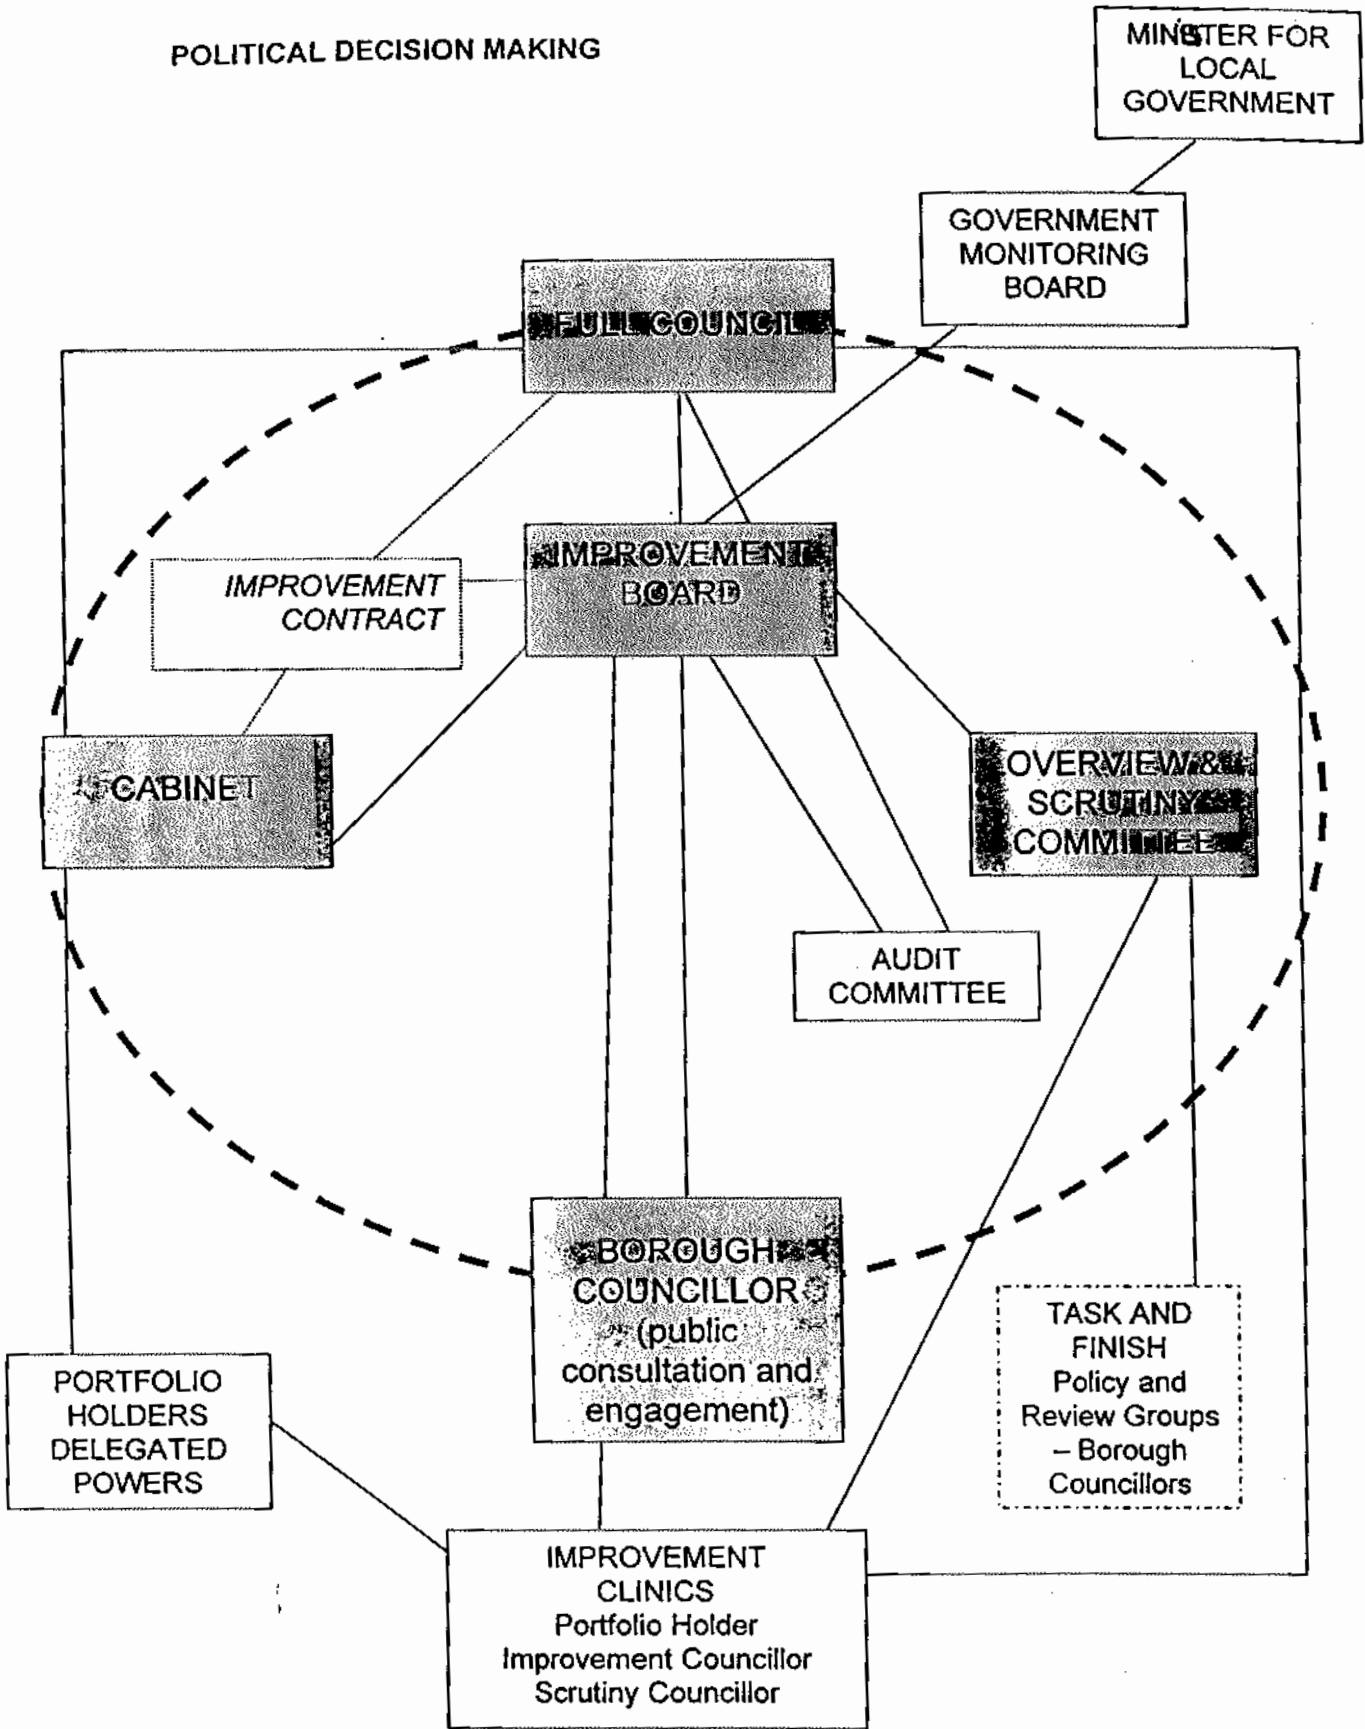 POLITICAL DECISION MAKING
MINISTER FOR
LOCAL
GOVERNMENT
GOVERNMENT
MONITORING
BOARD
FULL COUNCIL
IMPROVEMENT
BOARD
IMPROVEMENT
CONTRACT
CABINET
OVERVIEW &
SCRUTINY
COMMITTEE
AUDIT
COMMITTEE
BOROUGH
COUNCILLOR
(public
consultation and
engagement)
TASK AND
FINISH
Policy and
Review Groups
– Borough
Councillors
PORTFOLIO
HOLDERS
DELEGATED
POWERS
IMPROVEMENT
CLINICS
Portfolio Holder
Improvement Councillor
Scrutiny Councillor